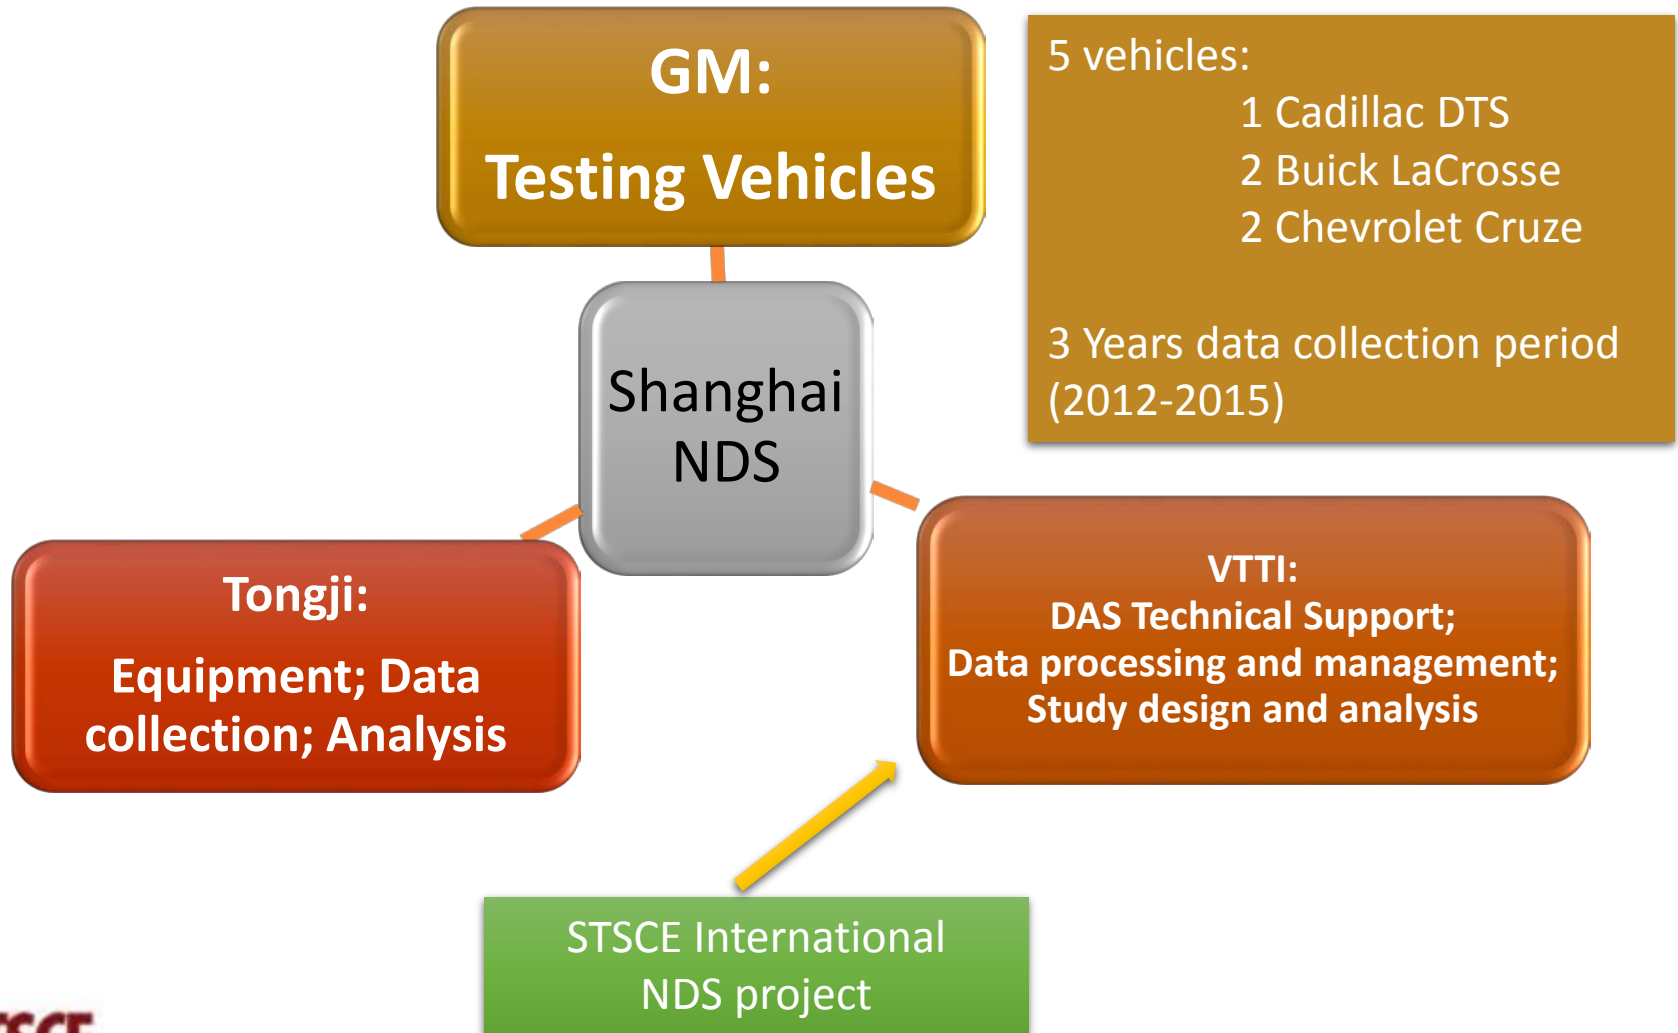 GM:
Testing Vehicles
5 vehicles:
1 Cadillac DTS
2 Buick LaCrosse
2 Chevrolet Cruze
3 Years data collection period
(2012-2015)
Shanghai
NDS
Tongji:
Equipment; Data
collection; Analysis
VTTI:
DAS Technical Support;
Data processing and management;
Study design and analysis
STSCE International
NDS project